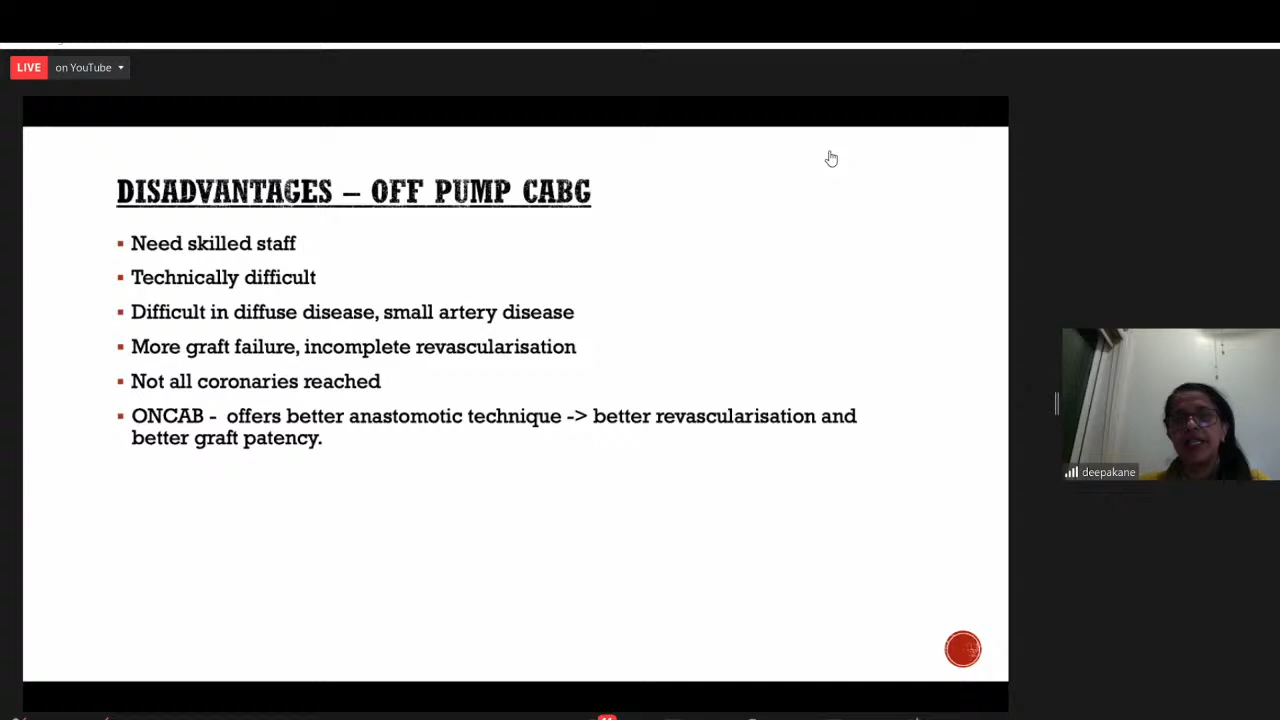 LIVE on YouTube
DISADVANTAGES – OFF PUMP CABG
▪ Need skilled staff
▪ Technically difficult
▪ Difficult in diffuse disease, small artery disease
▪ More graft failure, incomplete revascularisation
▪ Not all coronaries reached
▪ ONCAB - offers better anastomotic technique -> better revascularisation and
better graft patency.
deepakane